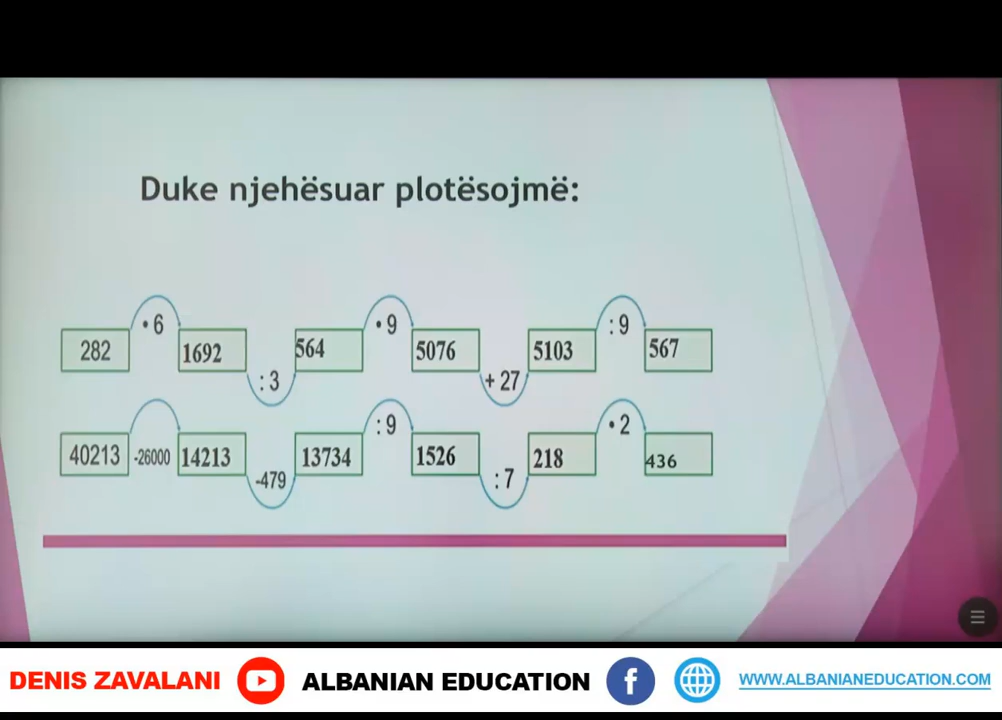 Duke njehësuar plotësojmë:
• 6 • 9 : 9
282 1692 564 5076 5103 567
: 3 + 27
: 9 • 2
40213 -26000 14213 13734 1526 218 436
-479 : 7
DENIS ZAVALANI ALBANIAN EDUCATION f WWW.ALBANIANEDUCATION.COM